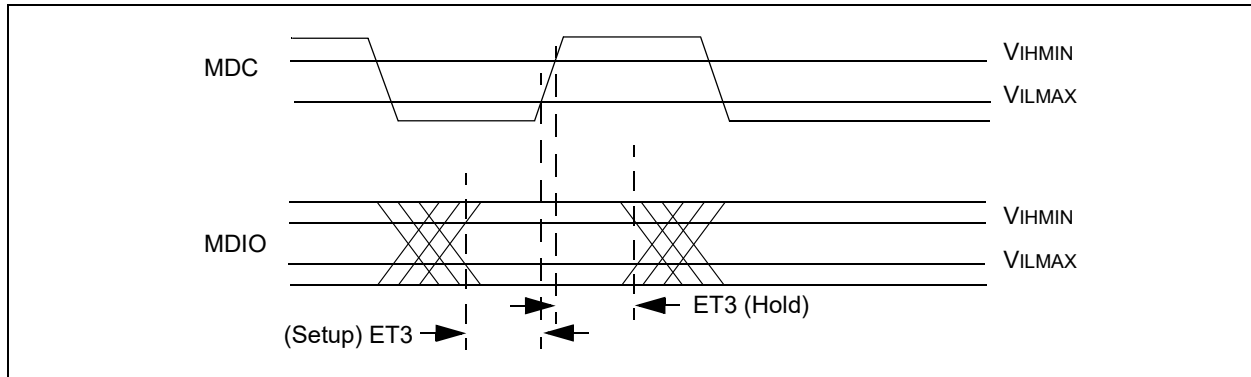 MDC
VIHMIN
VILMAX
MDIO
VIHMIN
VILMAX
ET3 (Hold)
(Setup) ET3